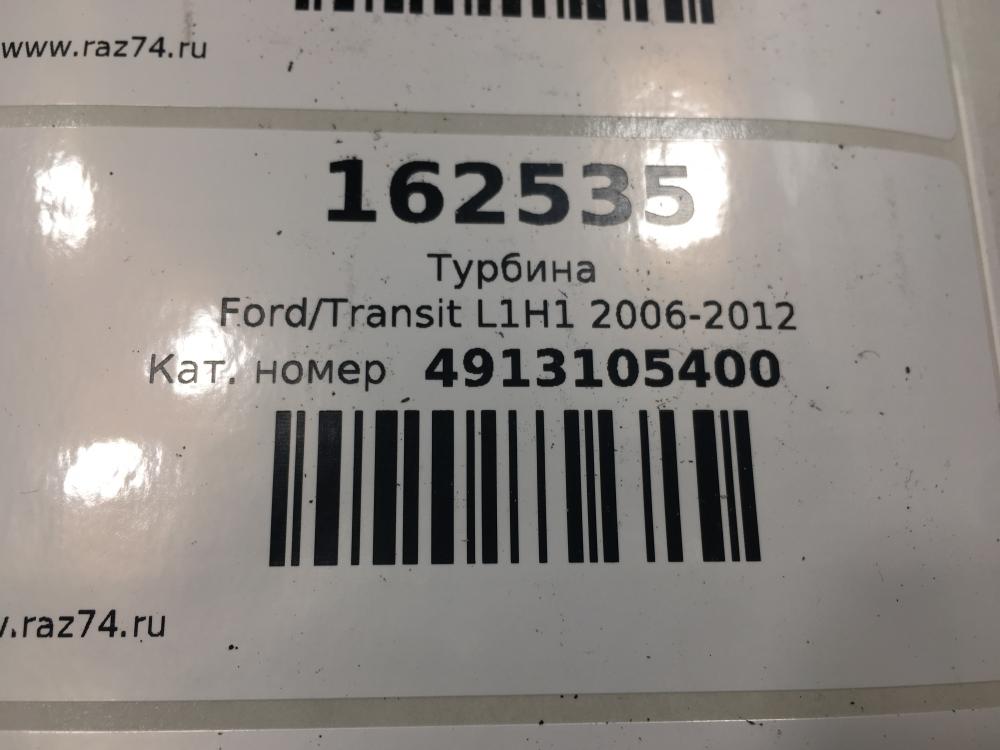 www.raz74.ru
162535
Турбина
Ford/Transit L1H1 2006-2012
Кат. номер 4913105400
.raz74.ru